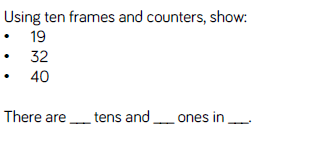 Using ten frames and counters, show:
• 19
• 32
• 40
There are ___ tens and ___ ones in ___.